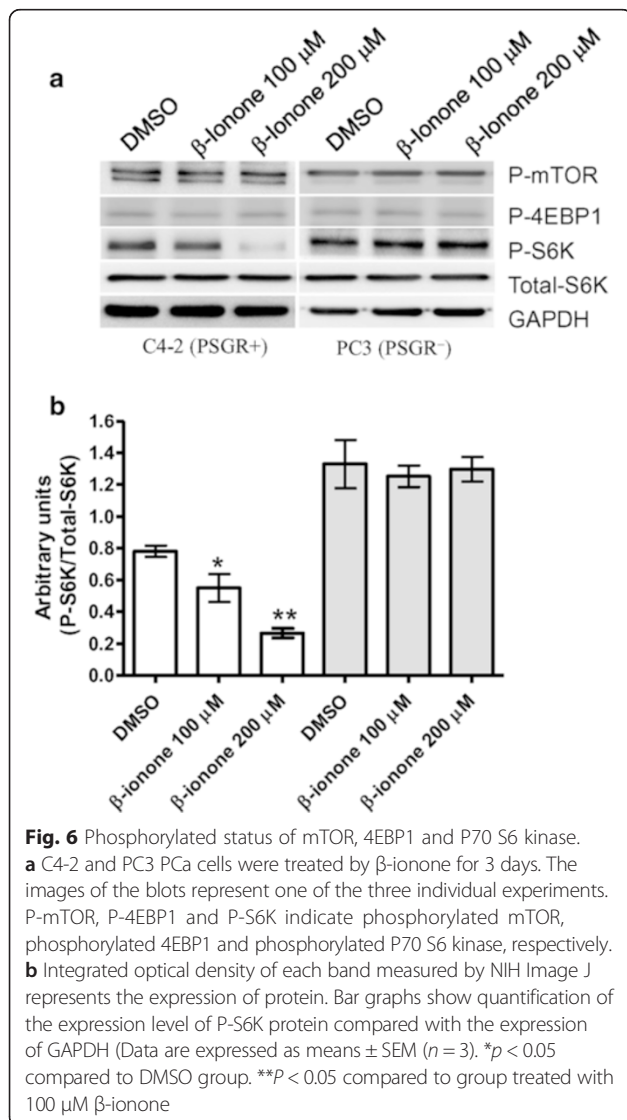 a
DMSO
β-Ionone 100 μM
β-Ionone 200 μM
DMSO
β-Ionone 100 μM
β-Ionone 200 μM
P-mTOR
P-4EBP1
P-S6K
Total-S6K
GAPDH
C4-2 (PSGR+)
PC3 (PSGR⁻)
b
Arbitrary units
(P-S6K/Total-S6K)
1.6
1.4
1.2
1.0
0.8
0.6
0.4
0.2
0.0
*
**
DMSO
β-ionone 100 μM
β-ionone 200 μM
DMSO
β-ionone 100 μM
β-ionone 200 μM
Fig. 6 Phosphorylated status of mTOR, 4EBP1 and P70 S6 kinase.
a C4-2 and PC3 PCa cells were treated by β-ionone for 3 days. The
images of the blots represent one of the three individual experiments.
P-mTOR, P-4EBP1 and P-S6K indicate phosphorylated mTOR,
phosphorylated 4EBP1 and phosphorylated P70 S6 kinase, respectively.
b Integrated optical density of each band measured by NIH Image J
represents the expression of protein. Bar graphs show quantification of
the expression level of P-S6K protein compared with the expression
of GAPDH (Data are expressed as means ± SEM (n = 3). *p < 0.05
compared to DMSO group. **P < 0.05 compared to group treated with
100 μM β-ionone